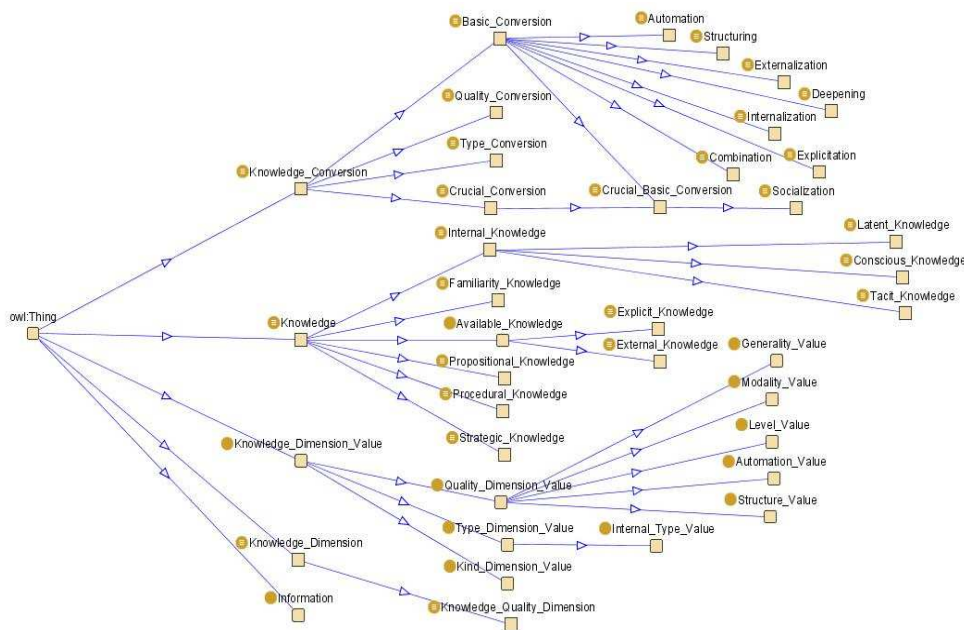 Basic_Conversion
Automation
Structuring
Externalization
Deepening
Internalization
Explicitation
Combination
Quality_Conversion
Type_Conversion
Knowledge_Conversion
Crucial_Conversion
Crucial_Basic_Conversion
Socialization
Internal_Knowledge
Latent_Knowledge
Conscious_Knowledge
Tacit_Knowledge
Familiarity_Knowledge
owl:Thing
Knowledge
Available_Knowledge
Explicit_Knowledge
External_Knowledge
Propositional_Knowledge
Procedural_Knowledge
Strategic_Knowledge
Generality_Value
Modality_Value
Level_Value
Automation_Value
Structure_Value
Knowledge_Dimension_Value
Quality_Dimension_Value
Type_Dimension_Value
Internal_Type_Value
Kind_Dimension_Value
Knowledge_Dimension
Knowledge_Quality_Dimension
Information